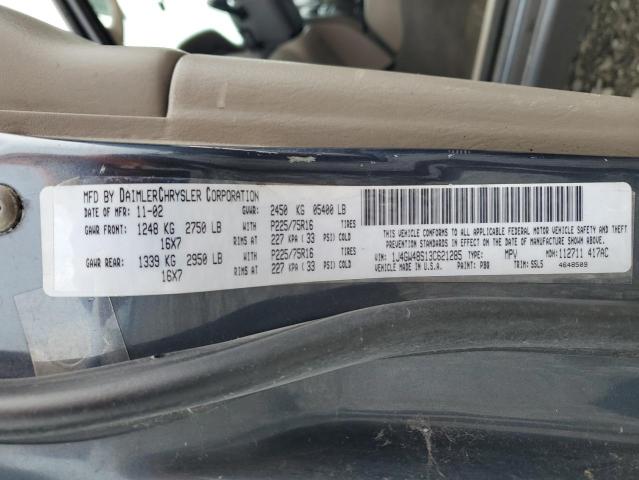 MFD BY DAIMLERCHRYSLER CORPORATION
DATE OF MFR: 11-02 GVWR: 2450 KG 05400 LB
GAWR FRONT: 1248 KG 2750 LB WITH P225/75R16 TIRES
16X7 RIMS AT 227 KPA ( 33 PSI) COLD
GAWR REAR: 1339 KG 2950 LB WITH P225/75R16 TIRES
16X7 RIMS AT 227 KPA ( 33 PSI) COLD
THIS VEHICLE CONFORMS TO ALL APPLICABLE FEDERAL MOTOR VEHICLE SAFETY AND THEFT
PREVENTION STANDARDS IN EFFECT ON THE DATE OF MANUFACTURE SHOWN ABOVE.
VIN: 1J4GW48S13C621285 TYPE: MPV MDH: 112711 417AC
MADE IN U.S.A. PAINT: PBB TRIM: SSL5 4648509